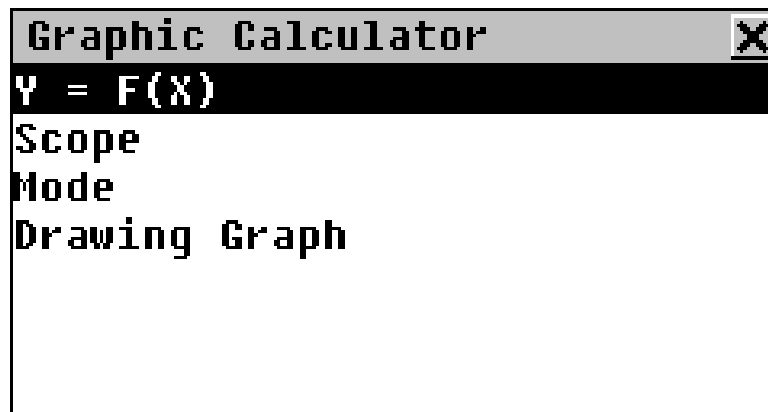 Graphic Calculator
Y = F(X)
Scope
Mode
Drawing Graph